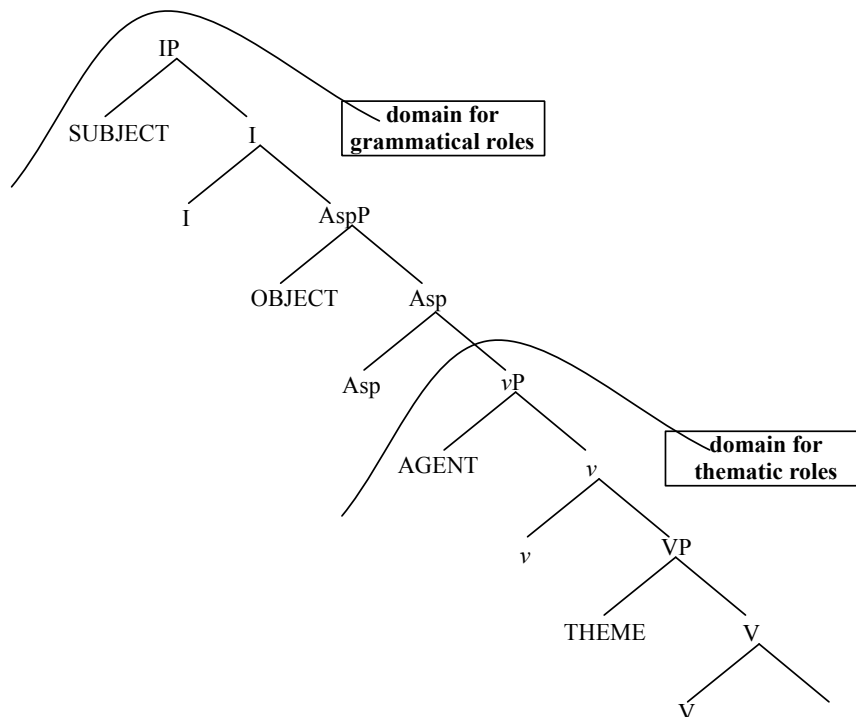 IP
domain for
grammatical roles
SUBJECT
I
I
AspP
OBJECT
Asp
Asp
vP
domain for
thematic roles
AGENT
v
v
VP
THEME
V
V